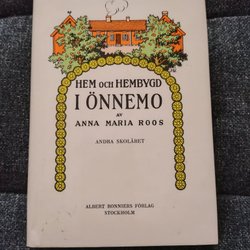 HEM OCH HEMBYGD
I ÖNNEMO
AV
ANNA MARIA ROOS
ANDRA SKOLÅRET
ALBERT BONNIERS FÖRLAG
STOCKHOLM